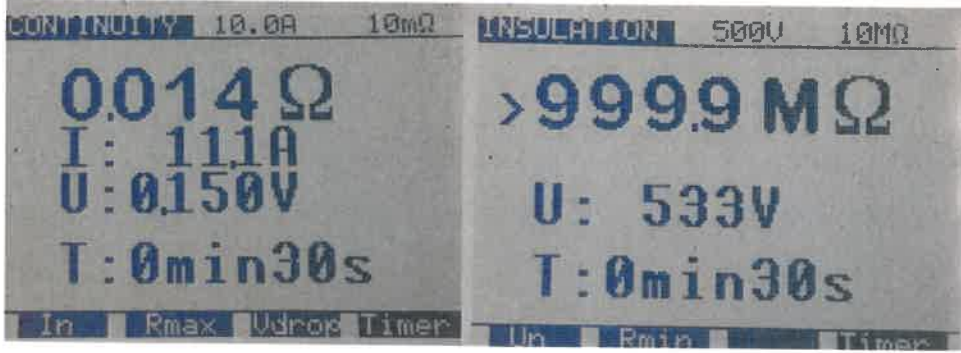 CONTINUITY 10.0A 10mΩ
0.014 Ω
I: 11.1A
U:0.150V
T:0min30s
In Rmax Vdrop Timer
INSULATION 500V 10MΩ
>999.9 MΩ
U: 533V
T:0min30s
Un Rmin Timer